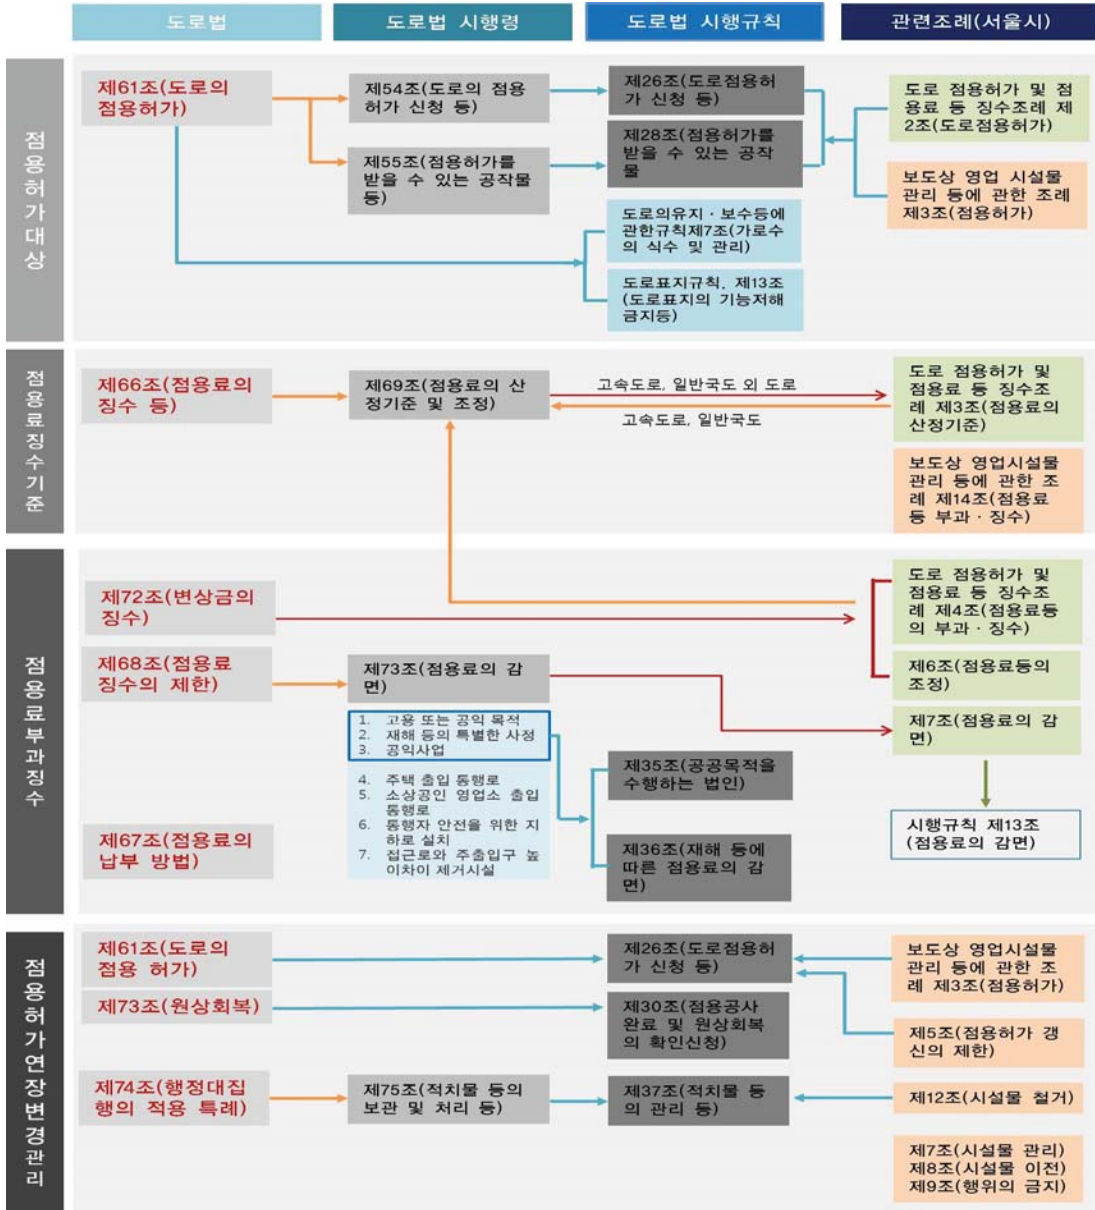 도로법
도로법 시행령
도로법 시행규칙
관련조례(서울시)
점용허가대상
제61조(도로의
점용허가)
제54조(도로의 점용
허가 신청 등)
제55조(점용허가를
받을 수 있는 공작물
등)
제26조(도로점용허
가 신청 등)
제28조(점용허가를
받을 수 있는 공작
물
도로의유지·보수등에
관한규칙제7조(가로수
의 식수 및 관리)
도로표지규칙, 제13조
(도로표지의 기능저해
금지등)
도로 점용허가 및 점
용료 등 징수조례 제
2조(도로점용허가)
보도상 영업 시설물
관리 등에 관한 조례
제3조(점용허가)
점용료징수기준
제66조(점용료의
징수 등)
제69조(점용료의 산
정기준 및 조정)
고속도로, 일반국도 외 도로
고속도로, 일반국도
도로 점용허가 및
점용료 등 징수조
례 제3조(점용료의
산정기준)
보도상 영업시설물
관리 등에 관한 조
례 제14조(점용료
등 부과·징수)
점용료부과징수
제72조(변상금의
징수)
제68조(점용료
징수의 제한)
제67조(점용료의
납부 방법)
제73조(점용료의 감
면)
1. 고용 또는 공익 목적
2. 재해 등의 특별한 사정
3. 공익사업
4. 주택 출입 통행로
5. 소상공인 영업소 출입
통행로
6. 통행자 안전을 위한 지
하로 설치
7. 접근로와 주출입구 높
이차이 제거시설
제35조(공공목적을
수행하는 법인)
제36조(재해 등에
따른 점용료의 감
면)
도로 점용허가 및
점용료 등 징수조
례 제4조(점용료등
의 부과·징수)
제6조(점용료등의
조정)
제7조(점용료의 감
면)
시행규칙 제13조
(점용료의 감면)
점용허가연장변경관리
제61조(도로의
점용 허가)
제73조(원상회복)
제74조(행정대집
행의 적용 특례)
제75조(적치물 등의
보관 및 처리 등)
제26조(도로점용허
가 신청 등)
제30조(점용공사
완료 및 원상회복
의 확인신청)
제37조(적치물 등
의 관리 등)
보도상 영업시설물
관리 등에 관한 조
례 제3조(점용허가)
제5조(점용허가 갱
신의 제한)
제12조(시설물 철거)
제7조(시설물 관리)
제8조(시설물 이전)
제9조(행위의 금지)